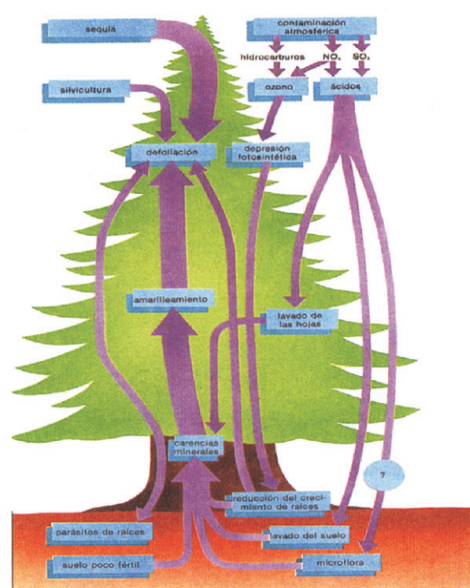 sequía
contaminación
atmosférica
hidrocarburos
NOx
SO2
silvicultura
ozono
ácidos
defoliación
depresión
fotosintética
amarilleamiento
lavado de
las hojas
carencias
minerales
?
reducción del creci-
miento de raíces
parásitos de raíces
lavado del suelo
suelo poco fértil
microflora